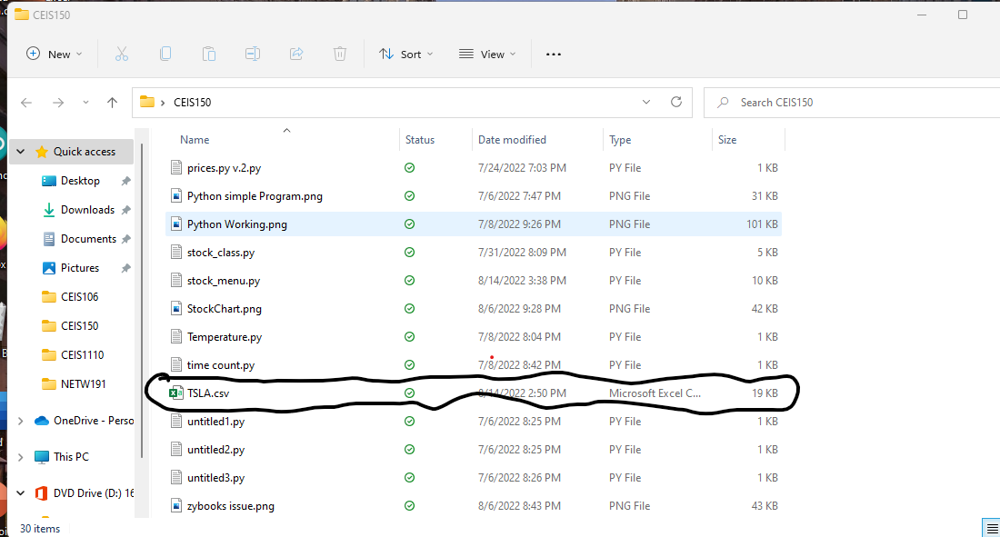 CEIS150
New
Sort
View
CEIS150
Search CEIS150
Name Status Date modified Type Size
Quick access
Desktop
Downloads
Documents
Pictures
CEIS106
CEIS150
CEIS1110
NETW191
OneDrive - Perso
This PC
DVD Drive (D:) 16
prices.py v.2.py 7/24/2022 7:03 PM PY File 1 KB
Python simple Program.png 7/6/2022 7:47 PM PNG File 31 KB
Python Working.png 7/8/2022 9:26 PM PNG File 101 KB
stock_class.py 7/31/2022 8:09 PM PY File 5 KB
stock_menu.py 8/14/2022 3:38 PM PY File 10 KB
StockChart.png 8/6/2022 9:28 PM PNG File 42 KB
Temperature.py 7/8/2022 8:04 PM PY File 1 KB
time count.py 7/8/2022 8:42 PM PY File 1 KB
TSLA.csv 8/14/2022 2:50 PM Microsoft Excel C... 19 KB
untitled1.py 7/6/2022 8:25 PM PY File 1 KB
untitled2.py 7/6/2022 8:25 PM PY File 1 KB
untitled3.py 7/6/2022 8:26 PM PY File 1 KB
zybooks issue.png 8/6/2022 8:43 PM PNG File 43 KB
30 items